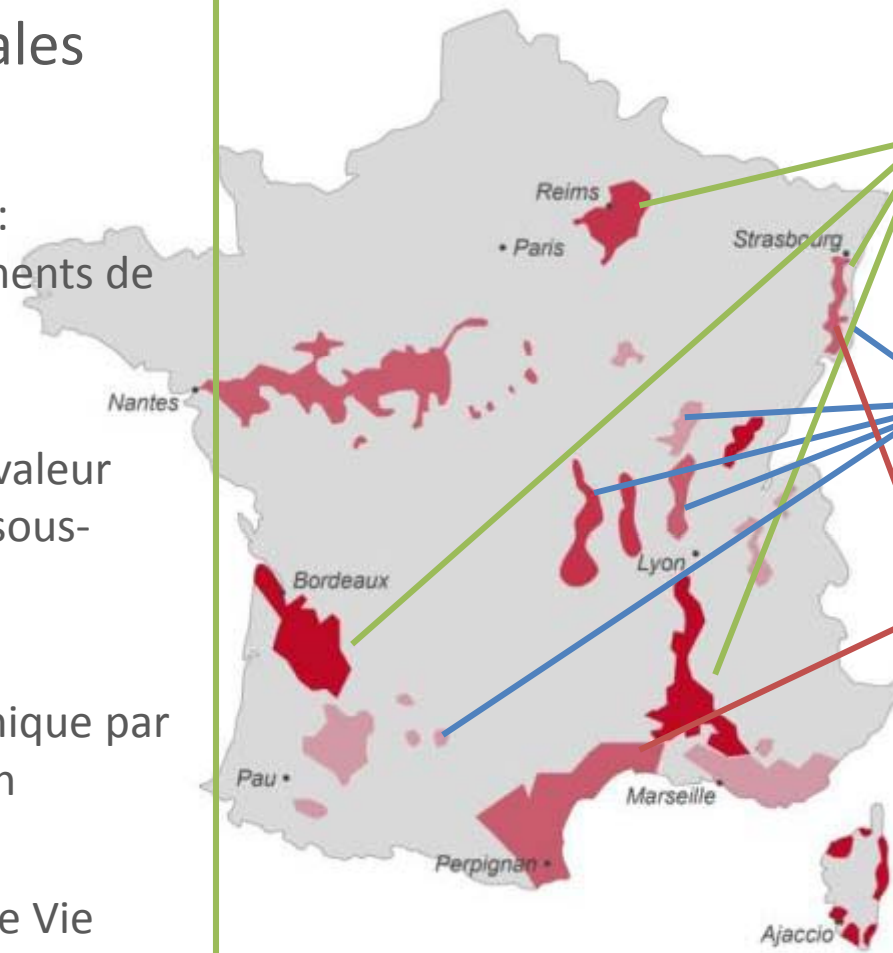 ales
:
ments de
valeur
sous-
nique par
n
e Vie
Reims
Paris
Strasbourg
Nantes
Lyon
Bordeaux
Pau
Marseille
Perpignan
Ajaccio